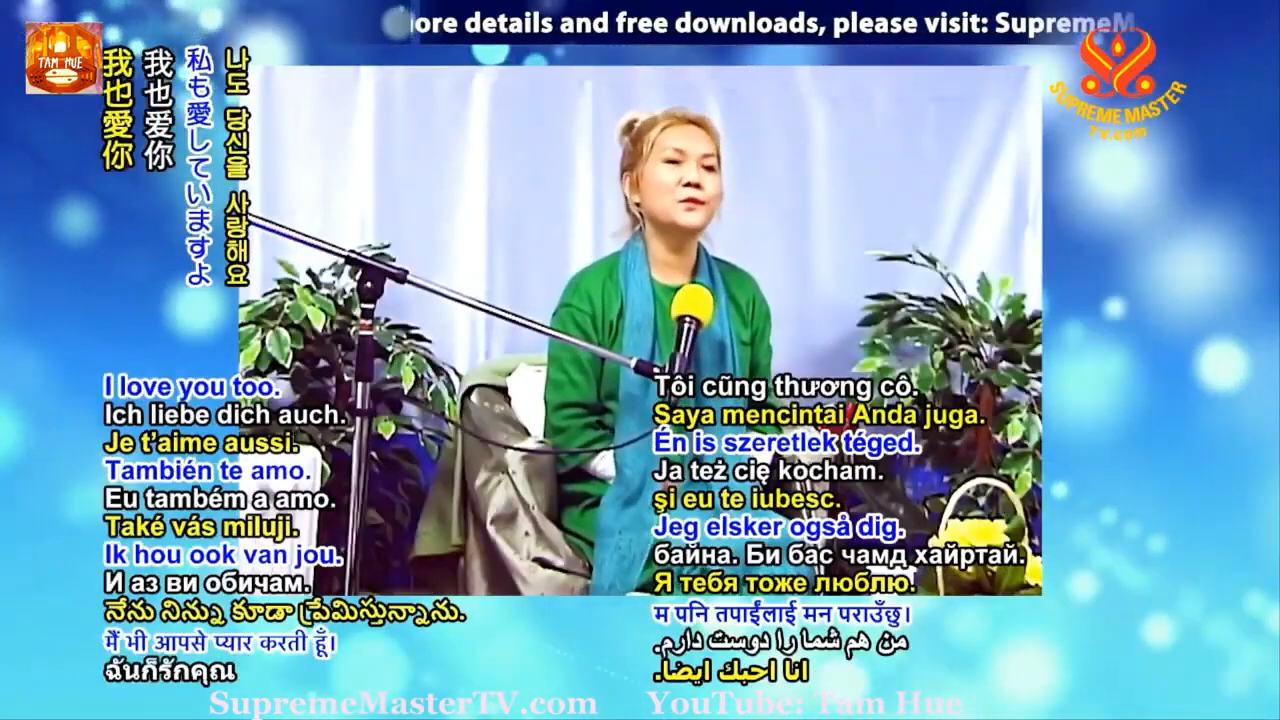 more details and free downloads, please visit: SupremeM
TAM HUE
SUPREME MASTER
TV.com
나도 당신을 사랑해요
私も愛していますよ
我也爱你
我也愛你
I love you too.
Ich liebe dich auch.
Je t’aime aussi.
También te amo.
Eu também a amo.
Také vás miluji.
Ik hou ook van jou.
И аз ви обичам.
నేను నిన్ను కూడా ప్రేమిస్తున్నాను.
मैं भी आपसे प्यार करती हूँ।
ฉันก็รักคุณ
Tôi cũng thương cô.
Saya mencintai Anda juga.
Én is szeretlek téged.
Ja też cię kocham.
şi eu te iubesc.
Jeg elsker også dig.
байна. Би бас чамд хайртай.
Я тебя тоже люблю.
म पनि तपाईंलाई मन पराउँछु।
من هم شما را دوست دارم.
انا احبك ايضا.
SupremeMasterTV.com
YouTube: Tam Hue